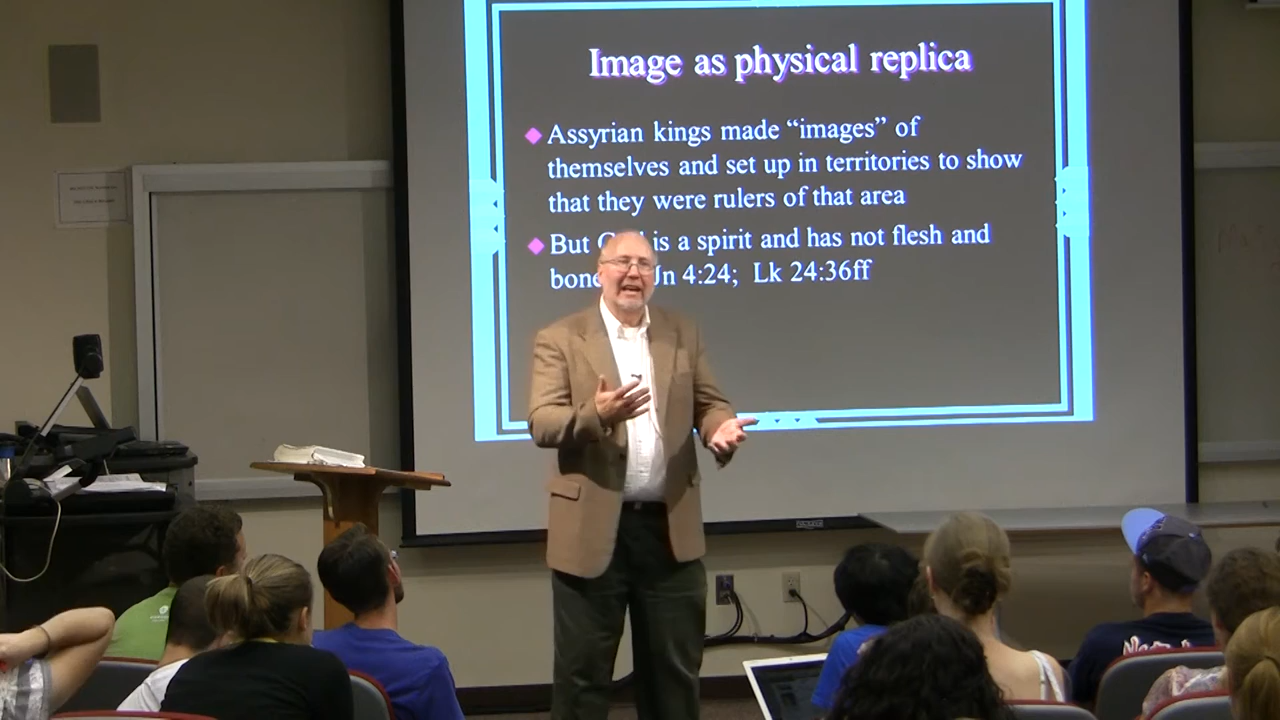 Image as physical replica
Assyrian kings made “images” of
themselves and set up in territories to show
that they were rulers of that area
But is a spirit and has not flesh and
Jn 4:24; Lk 24:36ff